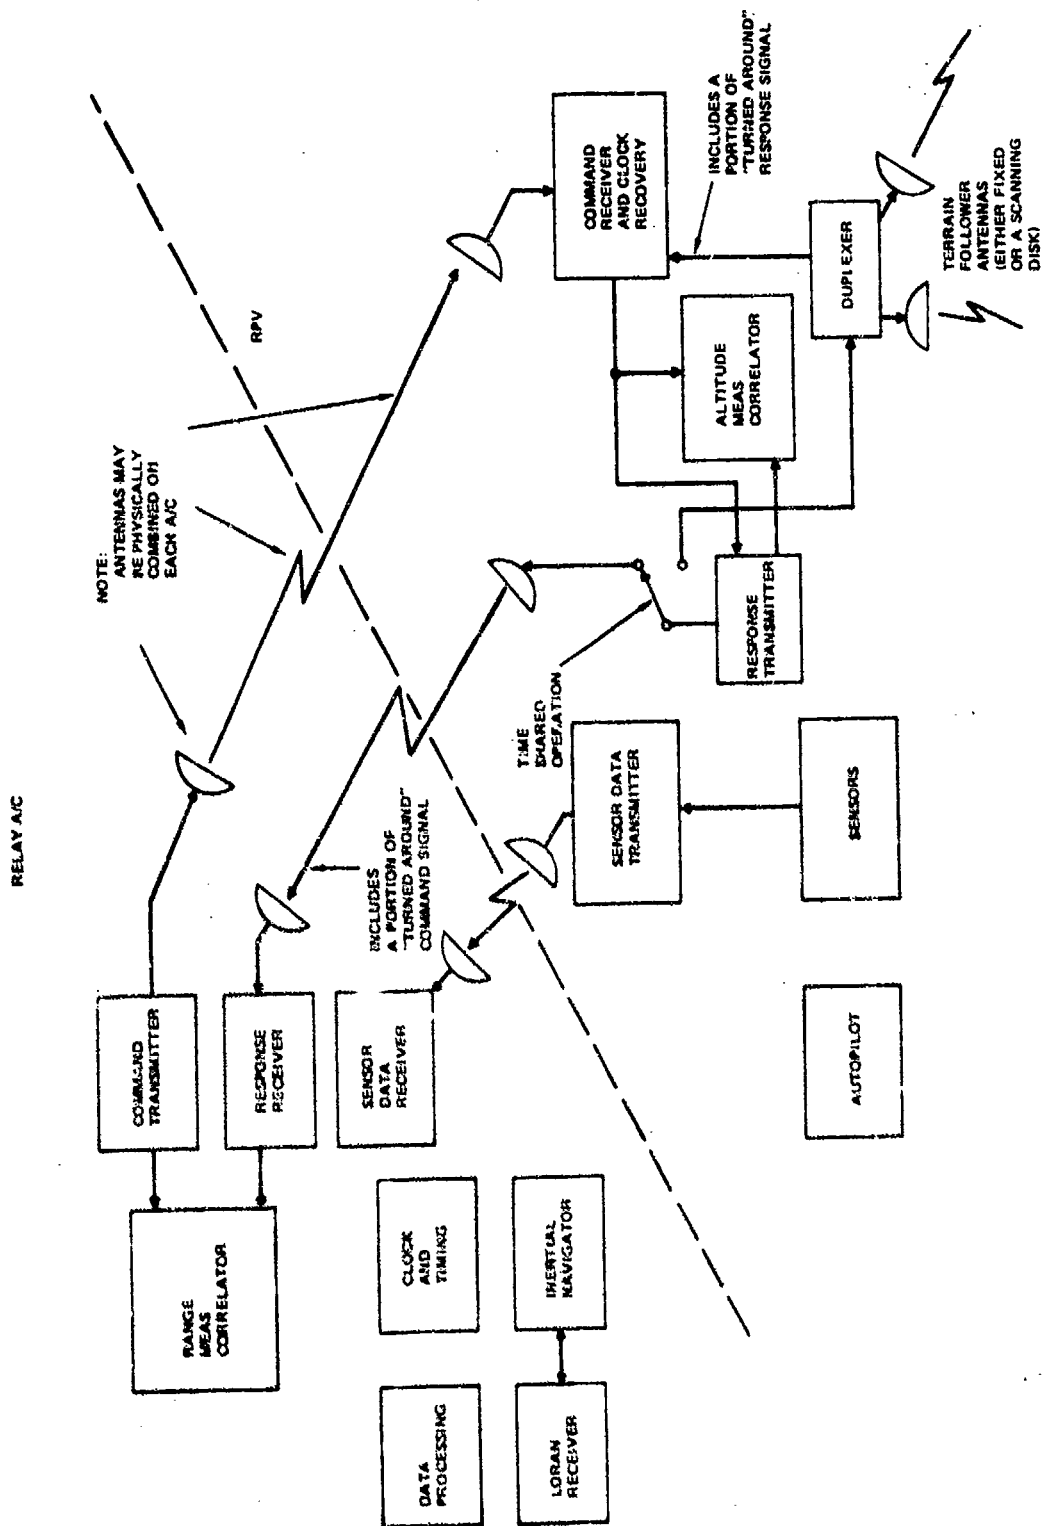 RELAY A/C
NOTE:
ANTENNAS MAY
BE PHYSICALLY
COMBINED ON
EACH A/C
RPV
RANGE
MEAS
CORRELATOR
COMMAND
TRANSMITTER
RESPONSE
RECEIVER
INCLUDES
A PORTION OF
"TURNED AROUND"
COMMAND SIGNAL
SENSOR
DATA
RECEIVER
DATA
PROCESSING
CLOCK
AND
TIMING
LORAN
RECEIVER
INERTIAL
NAVIGATOR
TIME
SHARED
OPERATION
SENSOR DATA
TRANSMITTER
COMMAND
RECEIVER
AND CLOCK
RECOVERY
ALTITUDE
MEAS
CORRELATOR
INCLUDES A
PORTION OF
"TURNED AROUND"
RESPONSE SIGNAL
RESPONSE
TRANSMITTER
DUPLEXER
AUTOPILOT
SENSORS
TERRAIN
FOLLOWER
ANTENNAS
(EITHER FIXED
OR A SCANNING
DISK)